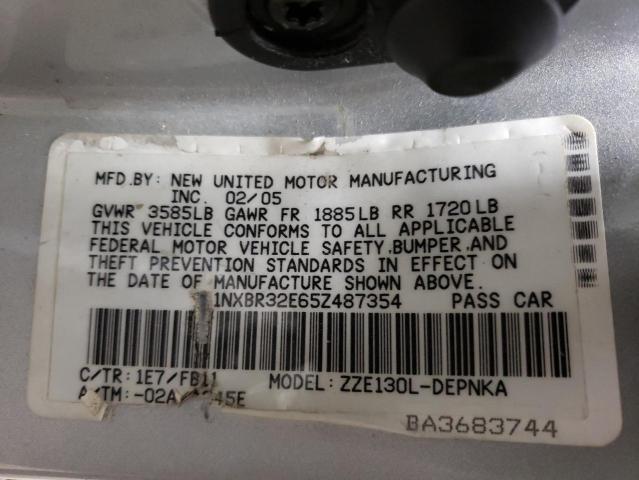 MFD.BY: NEW UNITED MOTOR MANUFACTURING
INC. 02/05
GVWR 3585LB GAWR FR 1885LB RR 1720LB
THIS VEHICLE CONFORMS TO ALL APPLICABLE
FEDERAL MOTOR VEHICLE SAFETY,BUMPER,AND
THEFT PREVENTION STANDARDS IN EFFECT ON
THE DATE OF MANUFACTURE SHOWN ABOVE.
1NXBR32E65Z487354 PASS CAR
C/TR: 1E7/FB11 MODEL: ZZE130L-DEPNKA
BA3683744